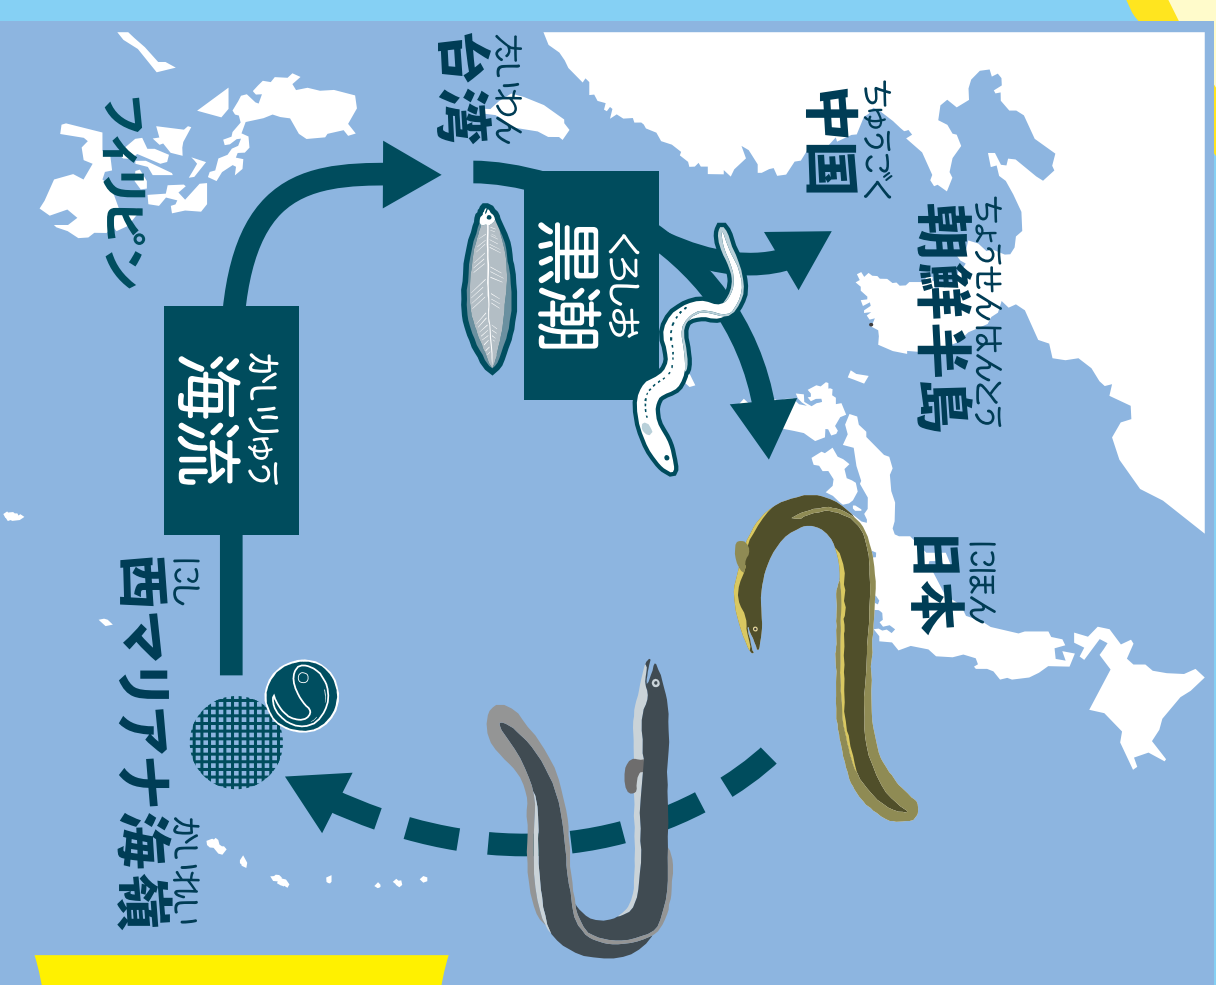 ちょうせんはんとう
朝鮮半島
にほん
日本
ちゅうごく
中国
くろしお
黒潮
たいわん
台湾
かいりゅう
海流
にし かいれい
西マリアナ海嶺
フィリピン